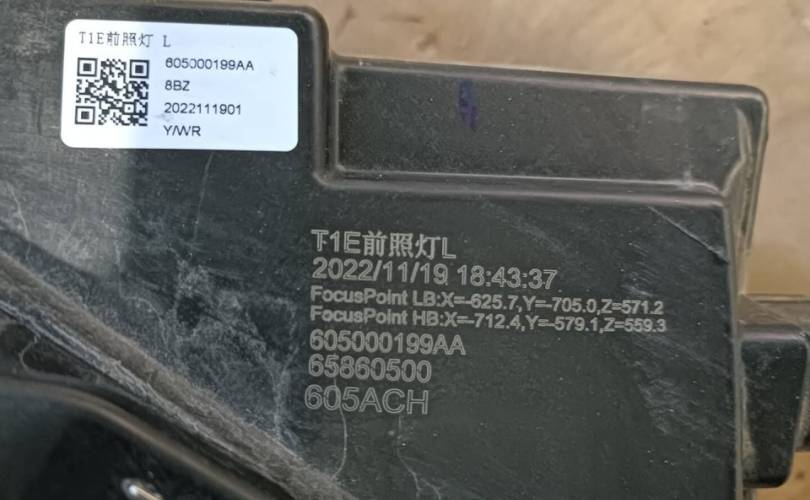 T1E前照灯 L
605000199AA
8BZ
2022111901
Y/WR
T1E前照灯L
2022/11/19 18:43:37
FocusPoint LB:X=-625.7,Y=-705.0,Z=571.2
FocusPoint HB:X=-712.4,Y=-579.1,Z=559.3
605000199AA
65860500
605ACH